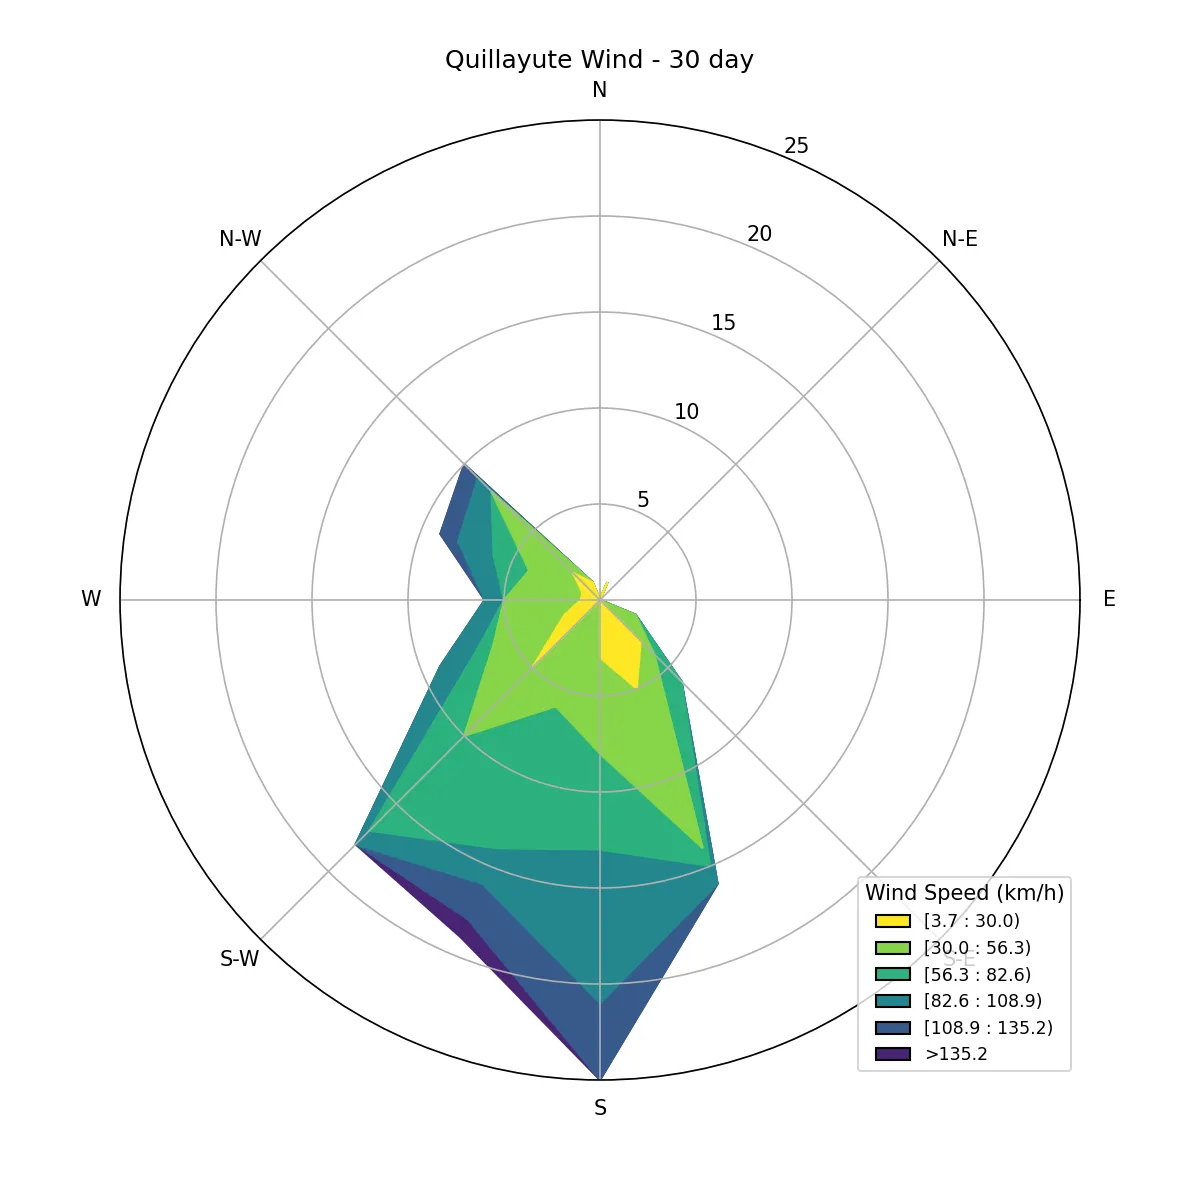 Quillayute Wind - 30 day
N
25
N-W
20
N-E
15
10
5
W
E
Wind Speed (km/h)
[3.7 : 30.0)
[30.0 : 56.3)
S-W
S-E
[56.3 : 82.6)
[82.6 : 108.9)
[108.9 : 135.2)
>135.2
S